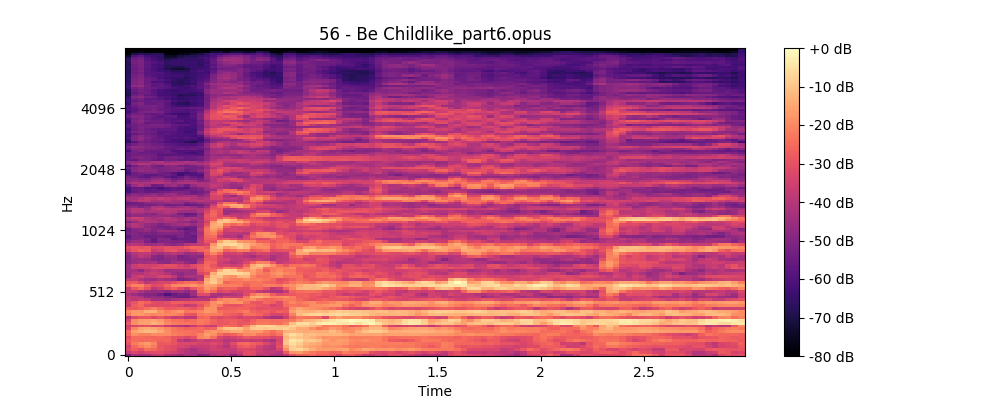 56 - Be Childlike_part6.opus
+0 dB
4096
-10 dB
-20 dB
2048
-30 dB
Hz
-40 dB
1024
-50 dB
512
-60 dB
-70 dB
0
-80 dB
0 0.5 1 1.5 2 2.5
Time